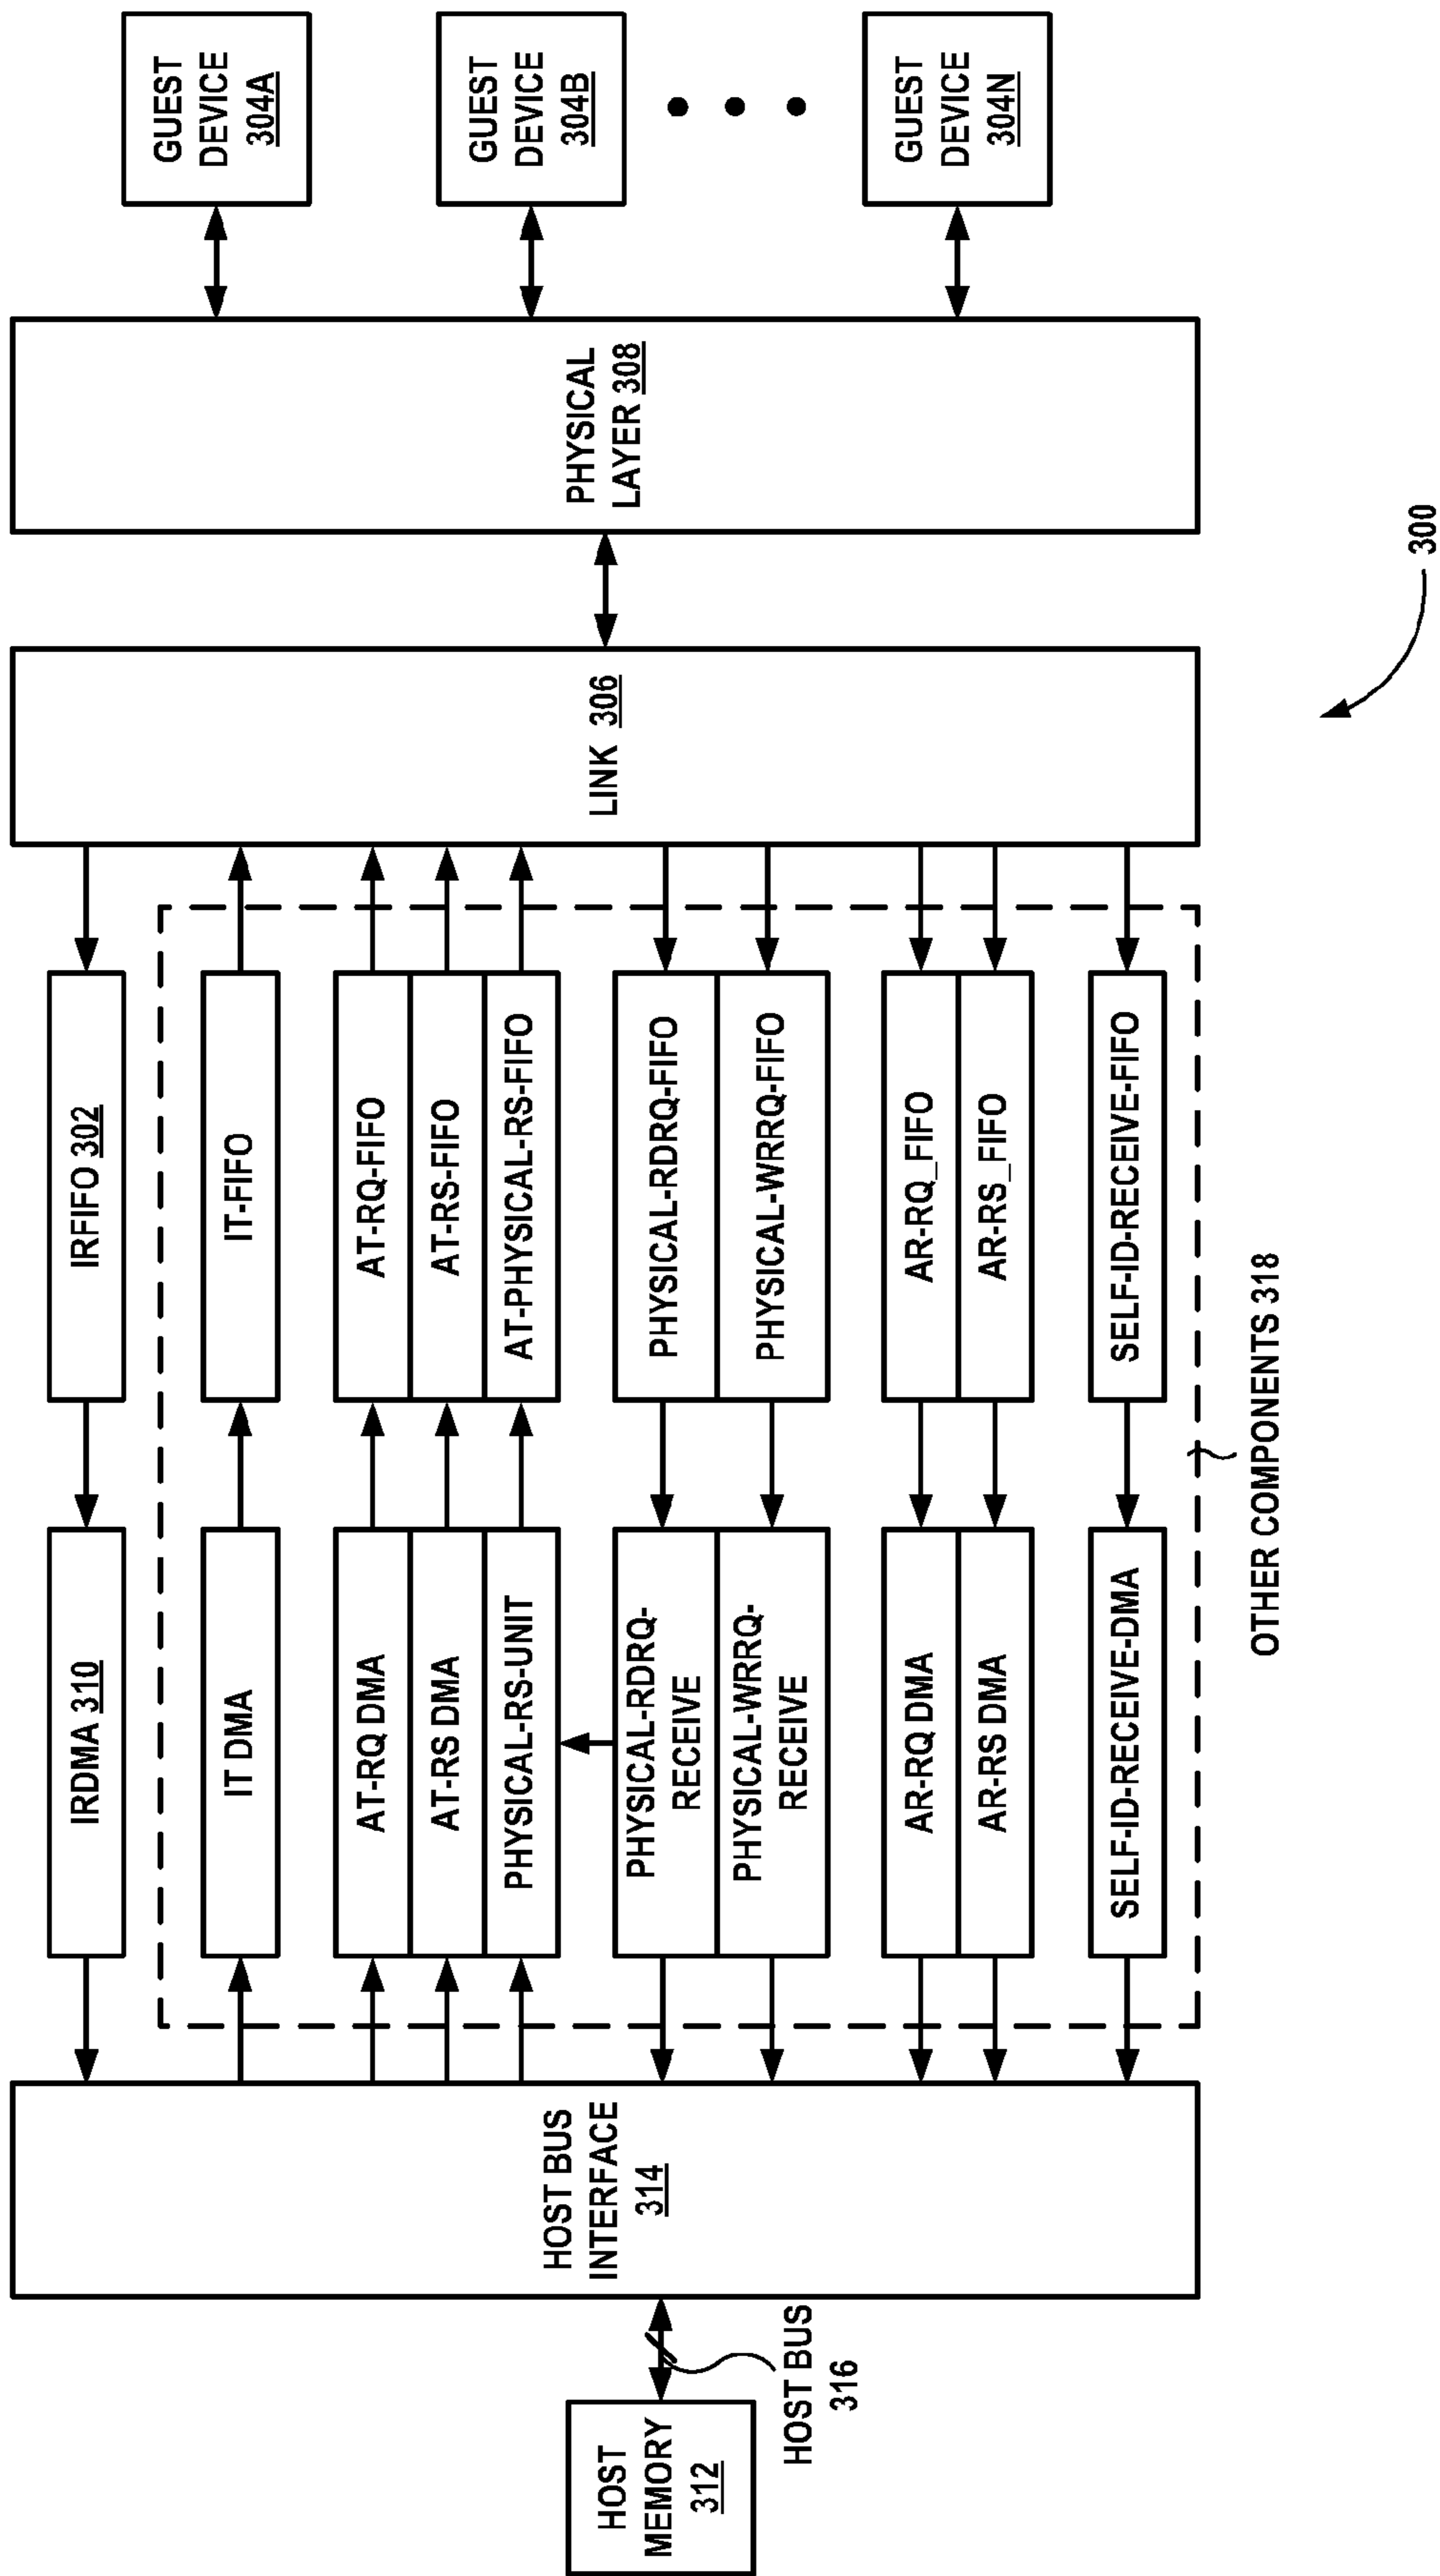 HOST
MEMORY
312
HOST BUS
316
HOST BUS
INTERFACE
314
IRDMA 310
IT DMA
AT-RQ DMA
AT-RS DMA
PHYSICAL-RS-UNIT
PHYSICAL-RDRQ-
RECEIVE
PHYSICAL-WRRQ-
RECEIVE
AR-RQ DMA
AR-RS DMA
SELF-ID-RECEIVE-DMA
IRFIFO 302
IT-FIFO
AT-RQ-FIFO
AT-RS-FIFO
AT-PHYSICAL-RS-FIFO
PHYSICAL-RDRQ-FIFO
PHYSICAL-WRRQ-FIFO
AR-RQ_FIFO
AR-RS_FIFO
SELF-ID-RECEIVE-FIFO
OTHER COMPONENTS 318
LINK 306
PHYSICAL
LAYER 308
GUEST
DEVICE
304A
GUEST
DEVICE
304B
GUEST
DEVICE
304N
300